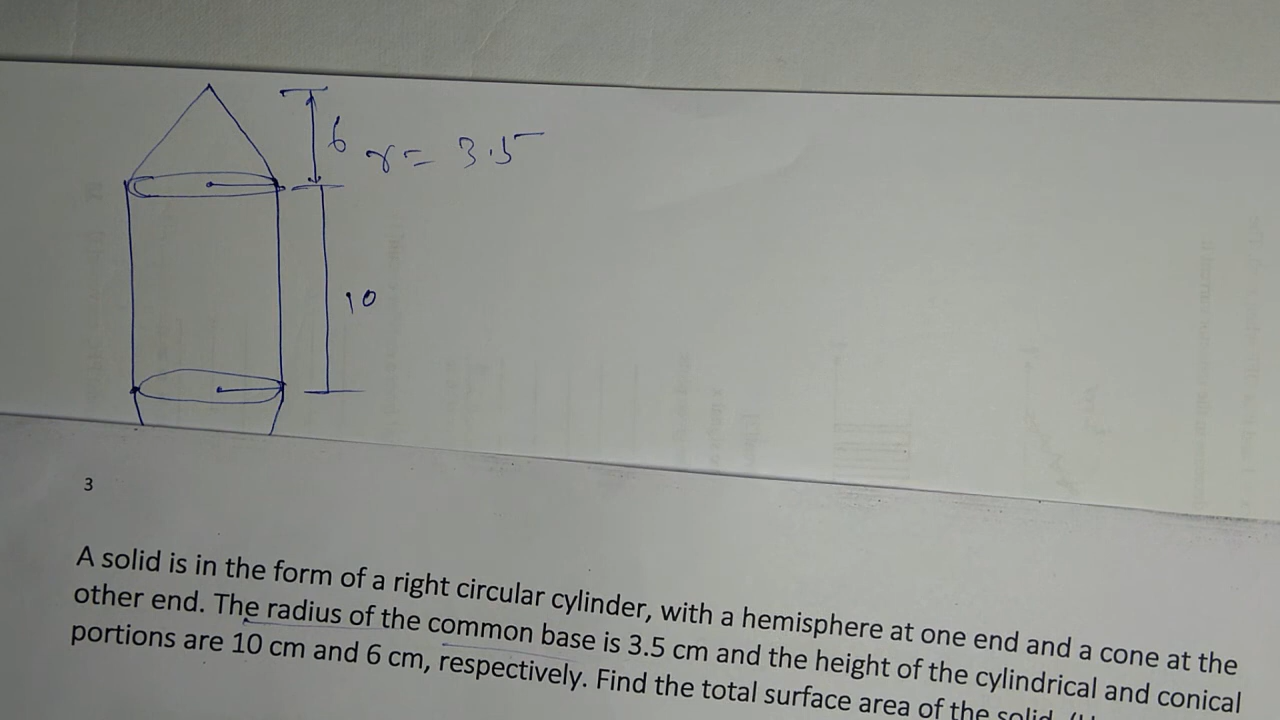 6
r = 3.5
10
3
A solid is in the form of a right circular cylinder, with a hemisphere at one end and a cone at the
other end. The radius of the common base is 3.5 cm and the height of the cylindrical and conical
portions are 10 cm and 6 cm, respectively. Find the total surface area of the solid.